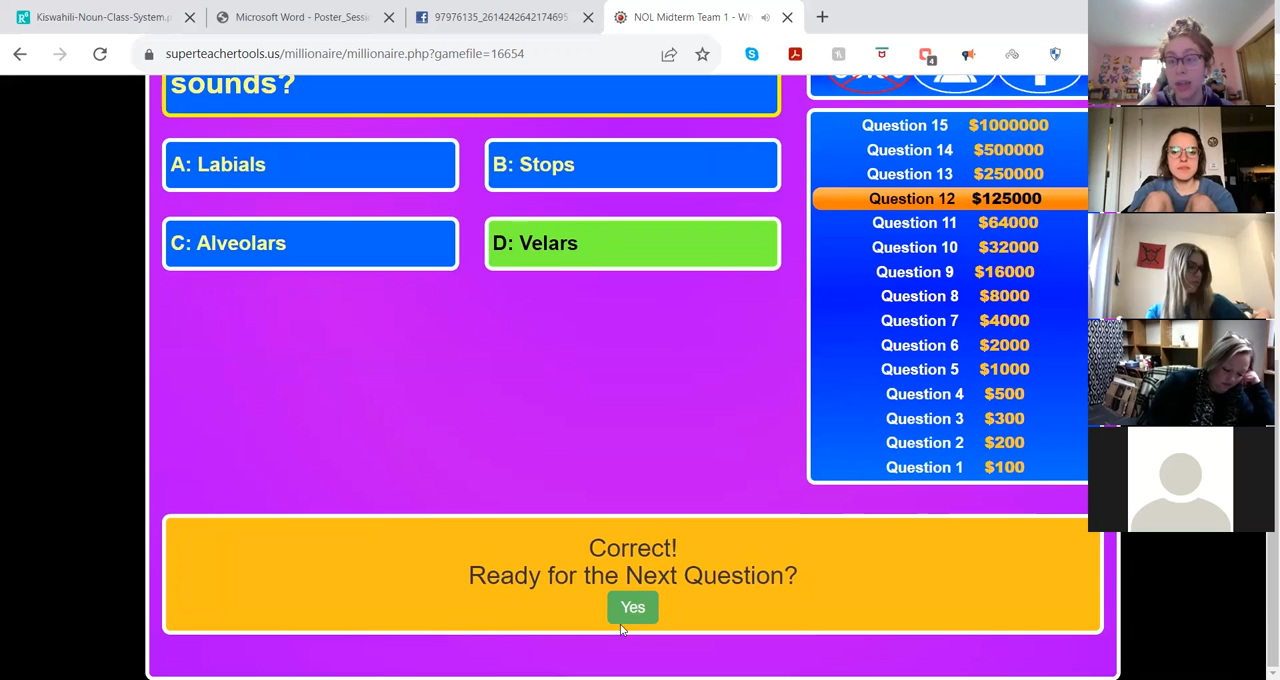 Kiswahili-Noun-Class-System.p
Microsoft Word - Poster_Sessi
97976135_2614242642174695
NOL Midterm Team 1 - Wh
superteachertools.us/millionaire/millionaire.php?gamefile=16654
4
sounds?
A: Labials
B: Stops
C: Alveolars
D: Velars
Question 15 $1000000
Question 14 $500000
Question 13 $250000
Question 12 $125000
Question 11 $64000
Question 10 $32000
Question 9 $16000
Question 8 $8000
Question 7 $4000
Question 6 $2000
Question 5 $1000
Question 4 $500
Question 3 $300
Question 2 $200
Question 1 $100
Correct!
Ready for the Next Question?
Yes